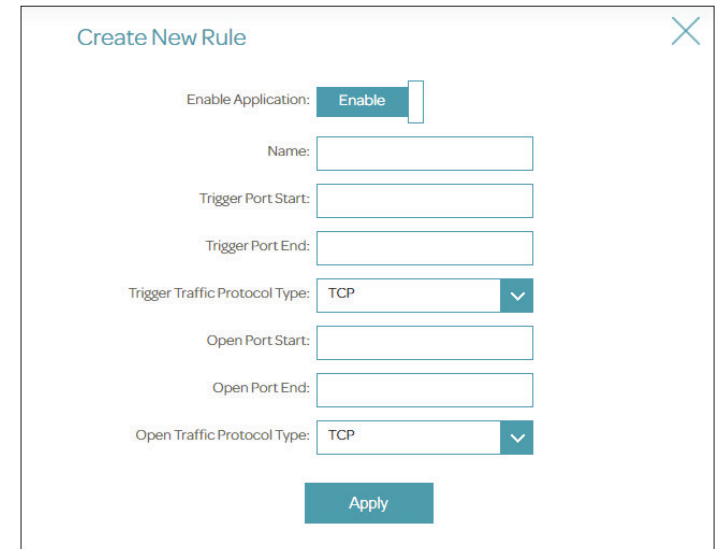 Create New Rule
Enable Application: Enable
Name:
Trigger Port Start:
Trigger Port End:
Trigger Traffic Protocol Type: TCP
Open Port Start:
Open Port End:
Open Traffic Protocol Type: TCP
Apply